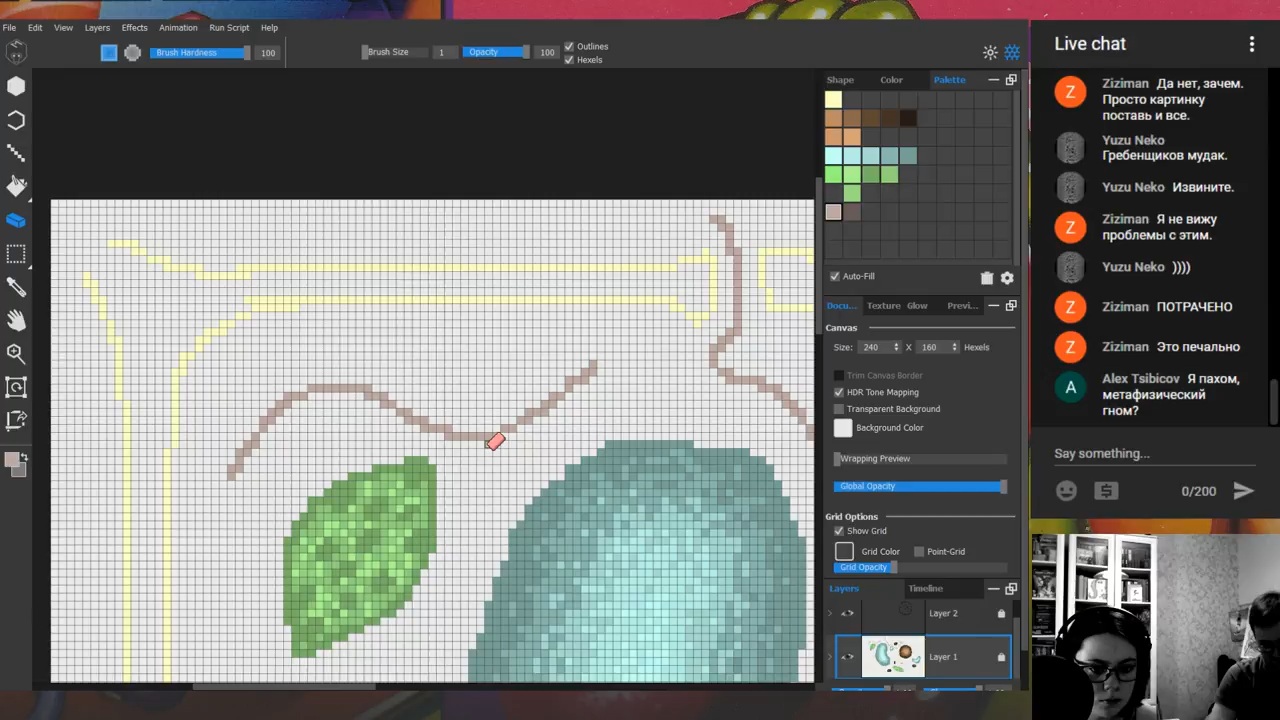 File Edit View Layers Effects Animation Run Script Help
Brush Hardness 100 Brush Size 1 Opacity 100 Outlines
Hexels
Shape Color Palette
Auto-Fill
Docu... Texture Glow Previ...
Canvas
Size: 240 X 160 Hexels
Trim Canvas Border
HDR Tone Mapping
Transparent Background
Background Color
Wrapping Preview
Global Opacity
Grid Options
Show Grid
Grid Color Point-Grid
Grid Opacity
Layers Timeline
Layer 2
Layer 1
Live chat
Ziziman Да нет, зачем.
Просто картинку
поставь и все.
Yuzu Neko
Гребенщиков мудак.
Yuzu Neko Извините.
Ziziman Я не вижу
проблемы с этим.
Yuzu Neko ))))
Ziziman ПОТРАЧЕНО
Ziziman Это печально
Alex Tsibicov Я пахом,
метафизический
гном?
Say something...
0/200